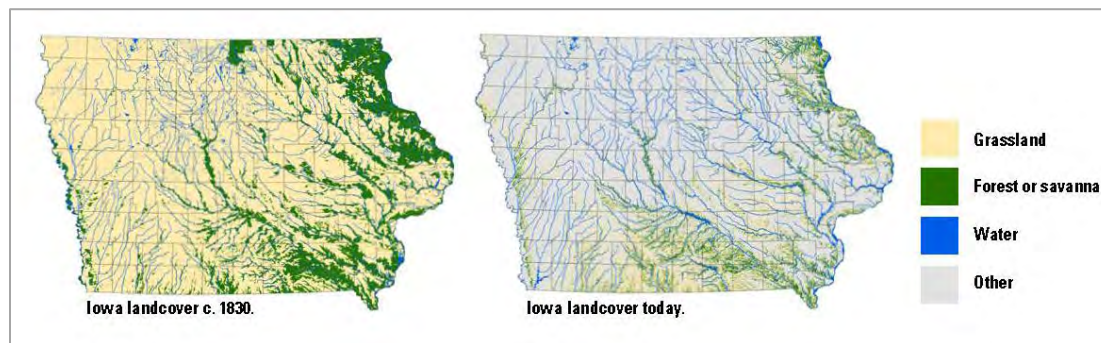 Grassland
Forest or savanna
Water
Other
Iowa landcover c. 1830.
Iowa landcover today.